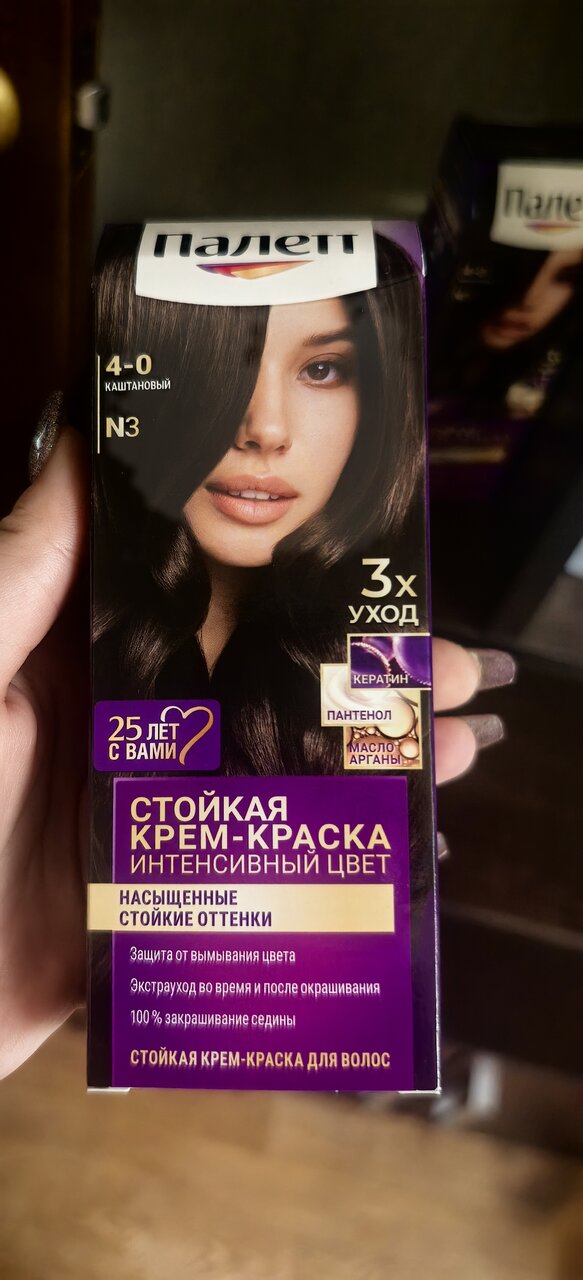 Палетт
4-0
КАШТАНОВЫЙ
N3
3х
УХОД
КЕРАТИН
ПАНТЕНОЛ
МАСЛО
АРГАНЫ
25 ЛЕТ
С ВАМИ
СТОЙКАЯ
КРЕМ-КРАСКА
ИНТЕНСИВНЫЙ ЦВЕТ
НАСЫЩЕННЫЕ
СТОЙКИЕ ОТТЕНКИ
Защита от вымывания цвета
Экстрауход во время и после окрашивания
100 % закрашивание седины
СТОЙКАЯ КРЕМ-КРАСКА ДЛЯ ВОЛОС
Пале